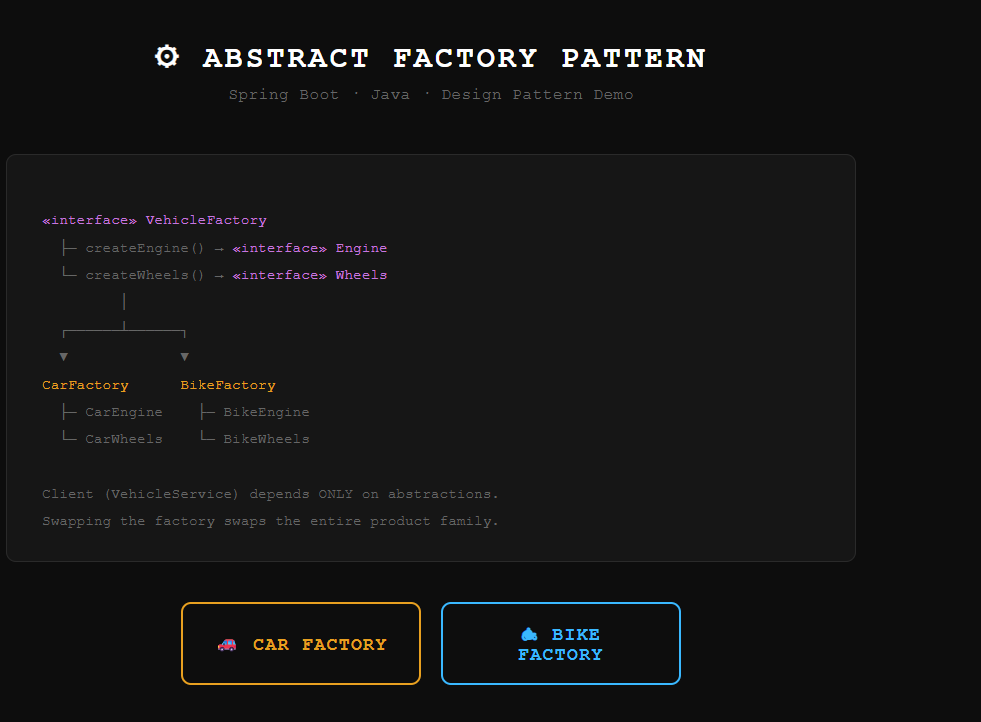 ⚙ ABSTRACT FACTORY PATTERN
Spring Boot · Java · Design Pattern Demo
«interface» VehicleFactory
├─ createEngine() → «interface» Engine
└─ createWheels() → «interface» Wheels
CarFactory BikeFactory
├─ CarEngine ├─ BikeEngine
└─ CarWheels └─ BikeWheels
Client (VehicleService) depends ONLY on abstractions.
Swapping the factory swaps the entire product family.
🚗 CAR FACTORY
🏍 BIKE
FACTORY